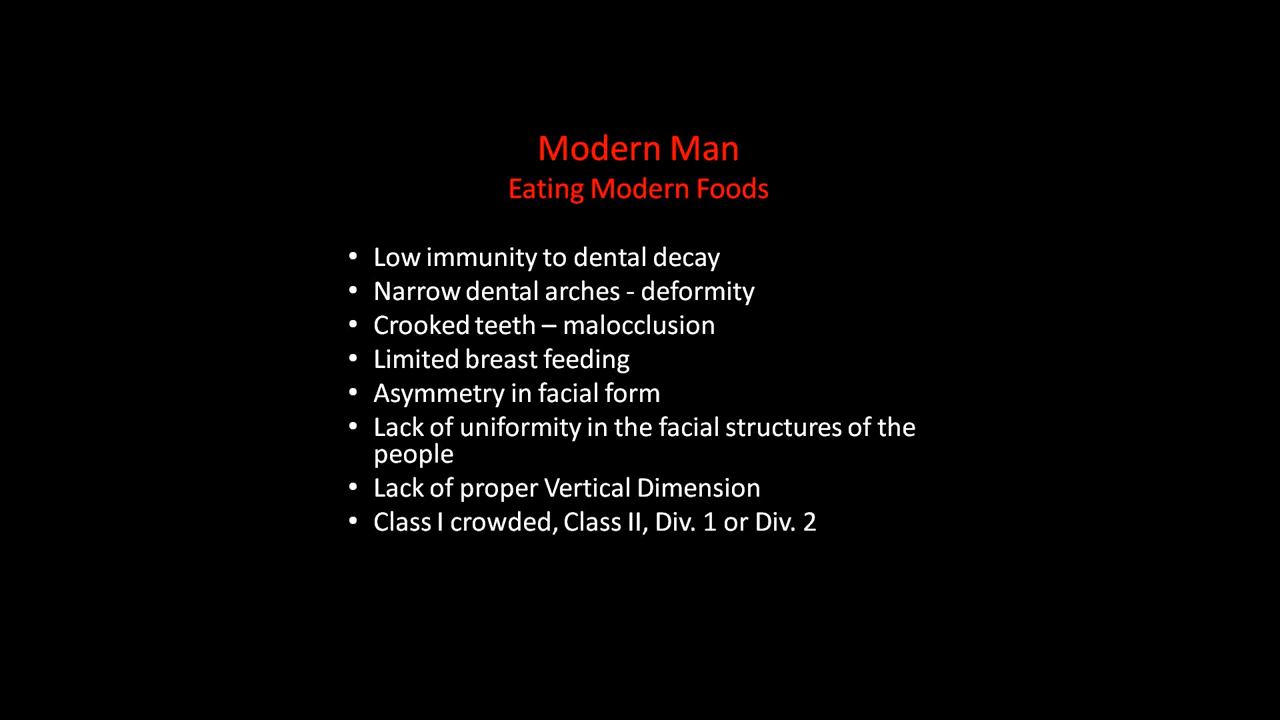 Modern Man
Eating Modern Foods
• Low immunity to dental decay
• Narrow dental arches - deformity
• Crooked teeth – malocclusion
• Limited breast feeding
• Asymmetry in facial form
• Lack of uniformity in the facial structures of the
people
• Lack of proper Vertical Dimension
• Class I crowded, Class II, Div. 1 or Div. 2